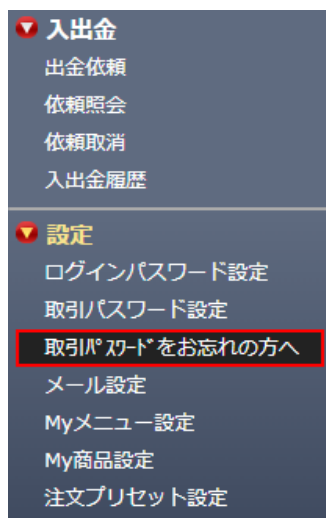 入出金
出金依頼
依頼照会
依頼取消
入出金履歴
設定
ログインパスワード設定
取引パスワード設定
取引ﾊﾟｽﾜｰﾄﾞをお忘れの方へ
メール設定
Myメニュー設定
My商品設定
注文プリセット設定